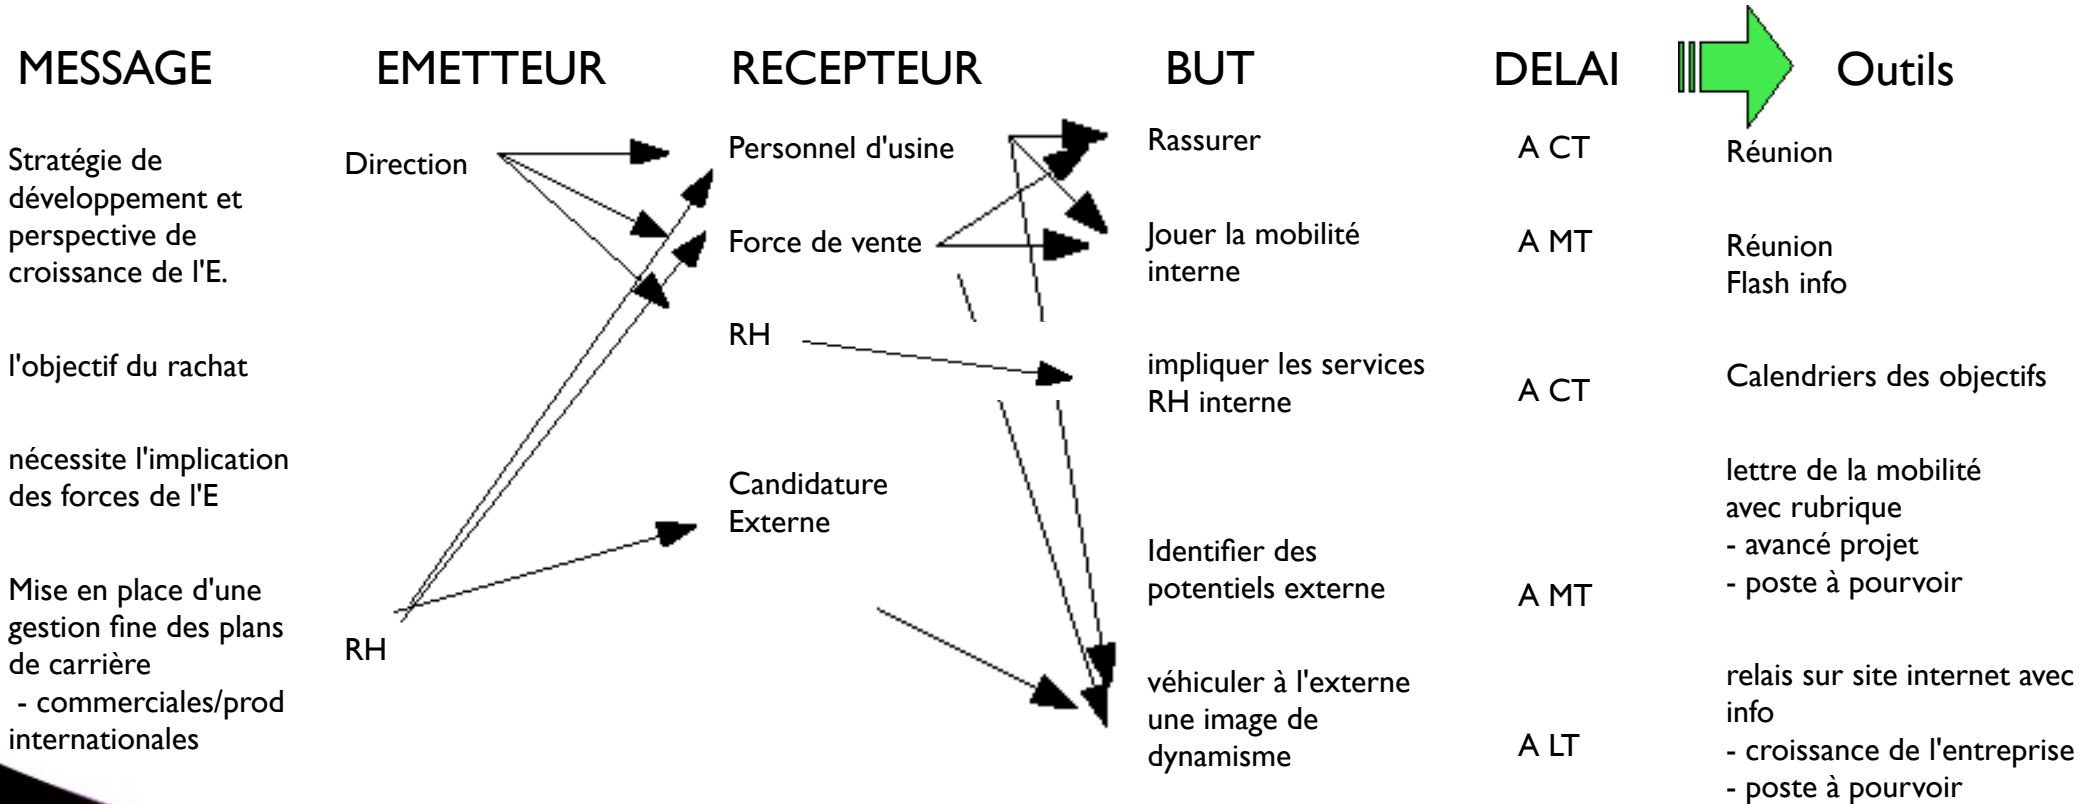 MESSAGE
EMETTEUR
RECEPTEUR
BUT
DELAI
Outils
Stratégie de
développement et
perspective de
croissance de l'E.
l'objectif du rachat
nécessite l'implication
des forces de l'E
Mise en place d'une
gestion fine des plans
de carrière
- commerciales/prod
internationales
Direction
RH
Personnel d'usine
Force de vente
RH
Candidature
Externe
Rassurer
Jouer la mobilité
interne
impliquer les services
RH interne
Identifier des
potentiels externe
véhiculer à l'externe
une image de
dynamisme
A CT
A MT
A CT
A MT
A LT
Réunion
Réunion
Flash info
Calendriers des objectifs
lettre de la mobilité
avec rubrique
- avancé projet
- poste à pourvoir
relais sur site internet avec
info
- croissance de l'entreprise
- poste à pourvoir